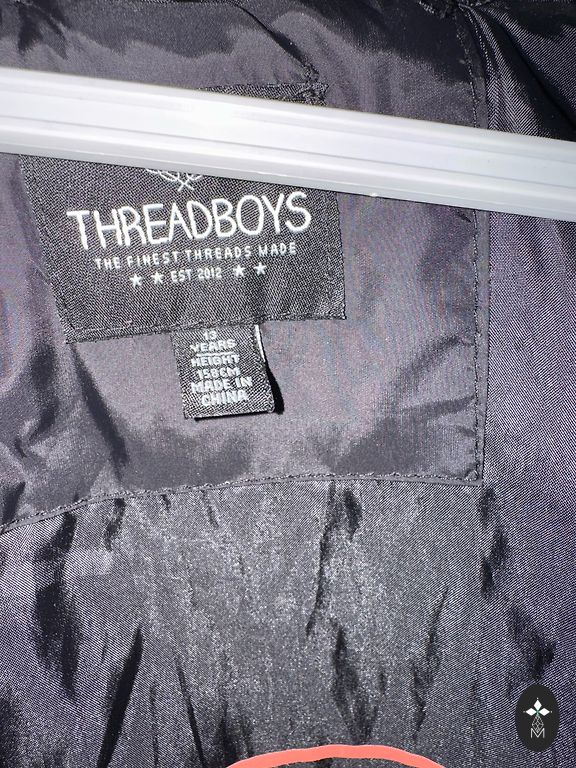 THREADBOYS
THE FINEST THREADS MADE
EST 2012
13
YEARS
HEIGHT
158CM
MADE IN
CHINA
M